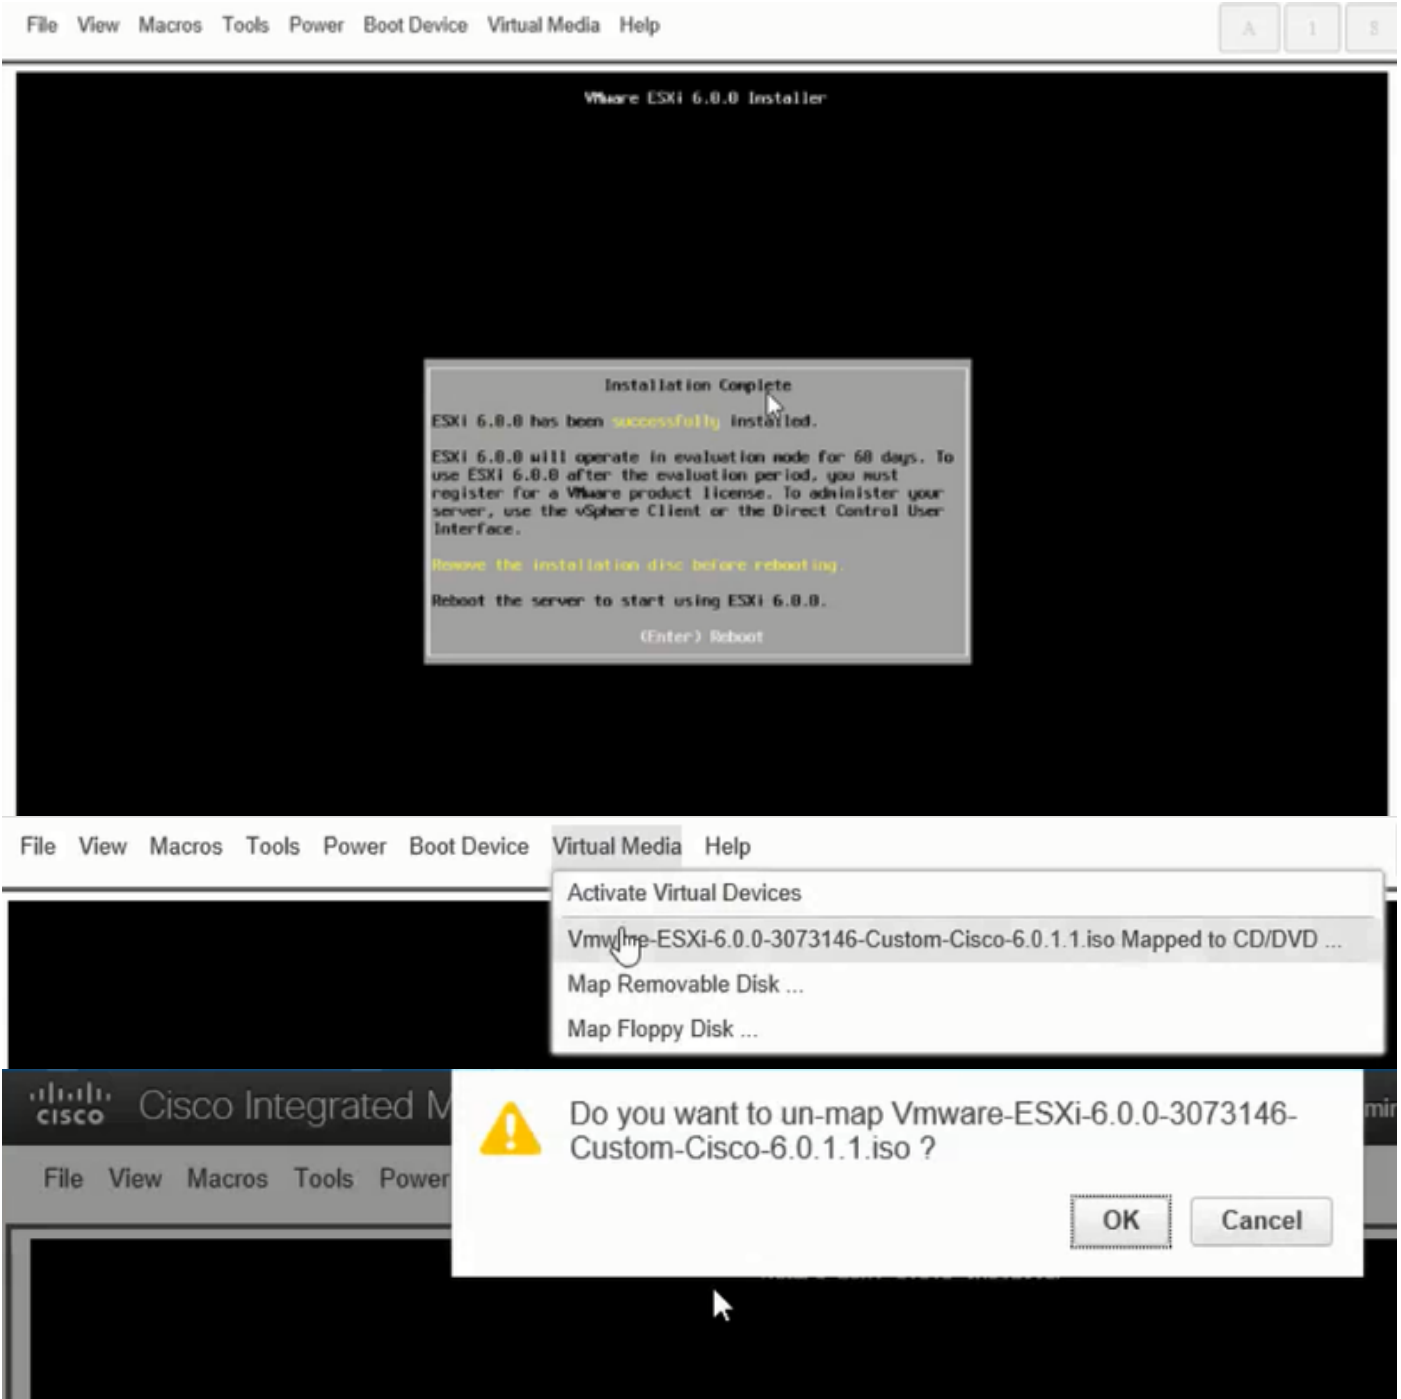 File View Macros Tools Power Boot Device Virtual Media Help
A 1 S
VMware ESXi 6.0.0 Installer
Installation Complete
ESXi 6.0.0 has been successfully installed.
ESXi 6.0.0 will operate in evaluation mode for 60 days. To
use ESXi 6.0.0 after the evaluation period, you must
register for a VMware product license. To administer your
server, use the vSphere Client or the Direct Control User
Interface.
Remove the installation disc before rebooting.
Reboot the server to start using ESXi 6.0.0.
(Enter) Reboot
File View Macros Tools Power Boot Device Virtual Media Help
Activate Virtual Devices
Vmware-ESXi-6.0.0-3073146-Custom-Cisco-6.0.1.1.iso Mapped to CD/DVD ...
Map Removable Disk ...
Map Floppy Disk ...
CISCO Cisco Integrated M
File View Macros Tools Power
Do you want to un-map Vmware-ESXi-6.0.0-3073146-
Custom-Cisco-6.0.1.1.iso ?
OK Cancel